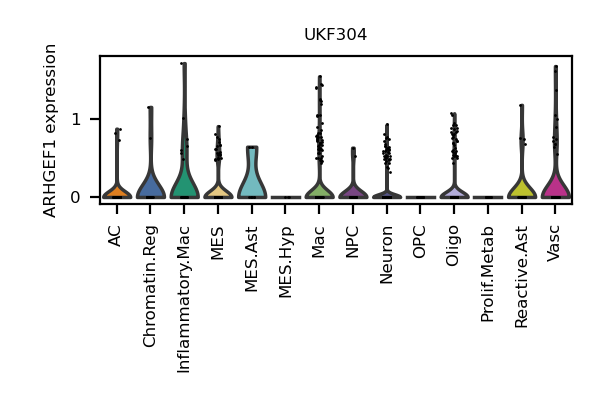 UKF304
ARHGEF1 expression
1
0
AC
Chromatin.Reg
Inflammatory.Mac
MES
MES.Ast
MES.Hyp
Mac
NPC
Neuron
OPC
Oligo
Prolif.Metab
Reactive.Ast
Vasc